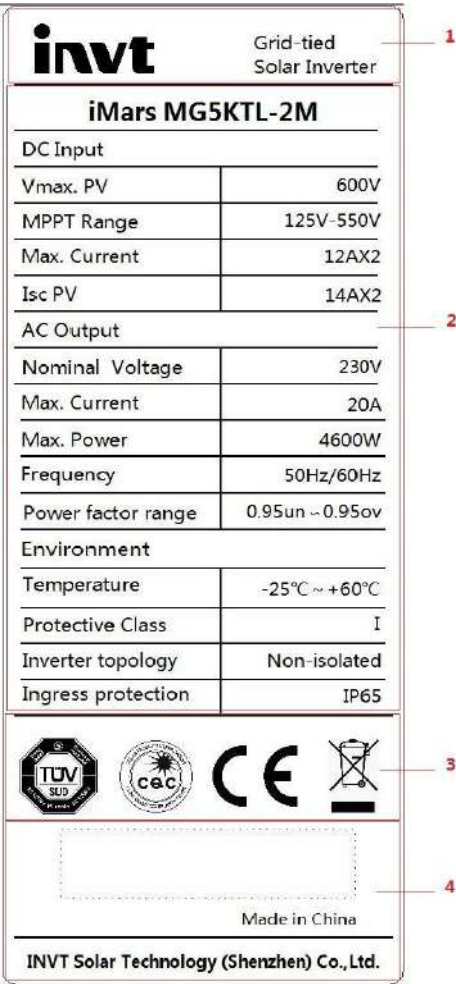 invt
Grid-tied
Solar Inverter
1
iMars MG5KTL-2M
DC Input
Vmax. PV 600V
MPPT Range 125V-550V
Max. Current 12AX2
Isc PV 14AX2
AC Output
2
Nominal Voltage 230V
Max. Current 20A
Max. Power 4600W
Frequency 50Hz/60Hz
Power factor range 0.95un ~ 0.95ov
Environment
Temperature -25℃ ~ +60℃
Protective Class I
Inverter topology Non-isolated
Ingress protection IP65
TÜV
SÜD
cqc
CE
3
4
Made in China
INVT Solar Technology (Shenzhen) Co., Ltd.